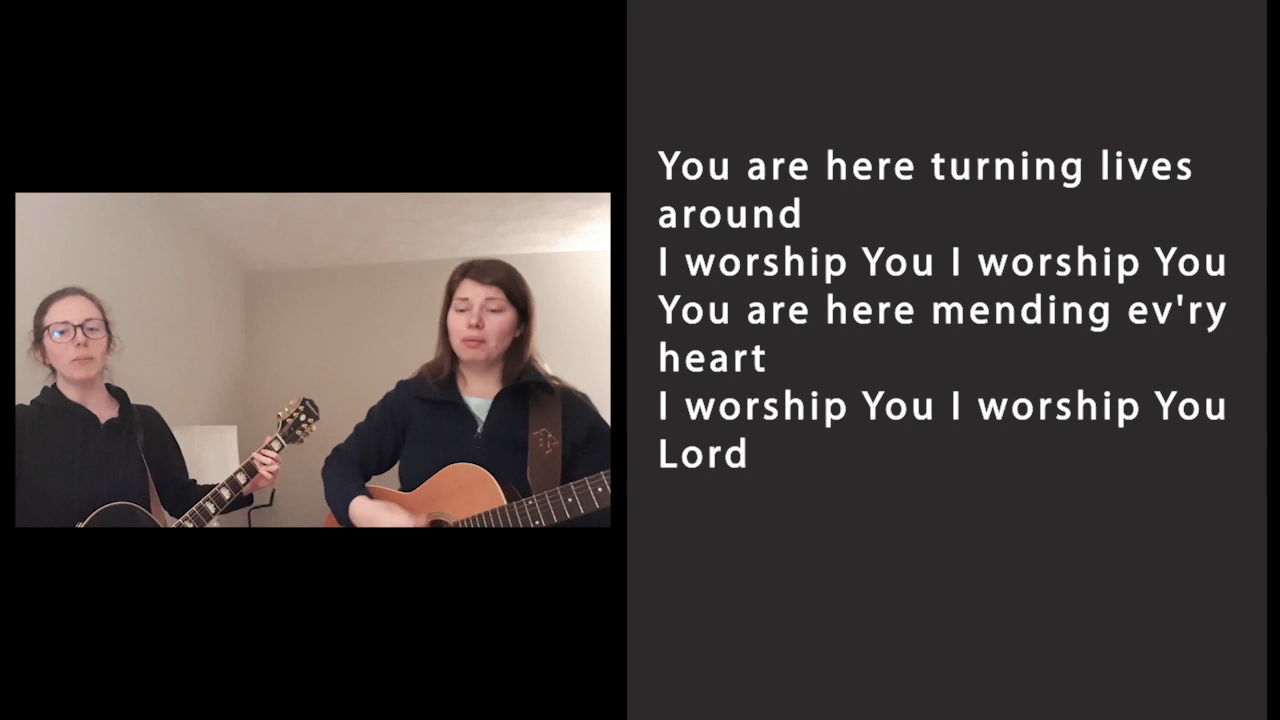 You are here turning lives
around
I worship You I worship You
You are here mending ev'ry
heart
I worship You I worship You
Lord